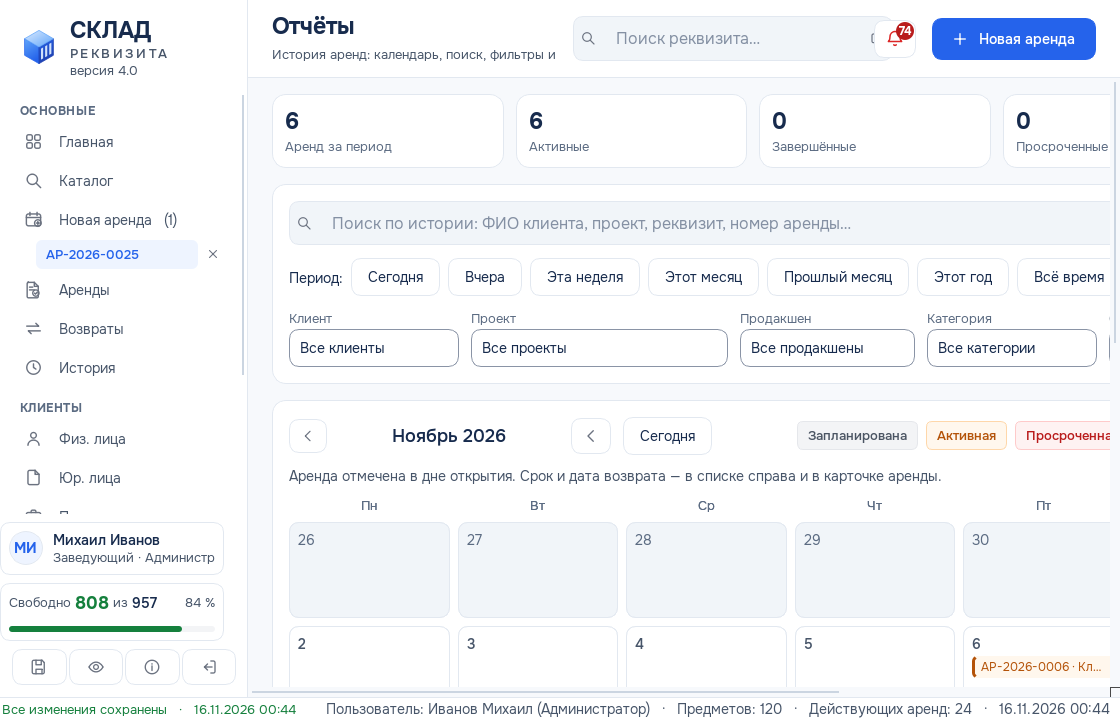 СКЛАД
РЕКВИЗИТА
версия 4.0
ОСНОВНЫЕ
Главная
Каталог
Новая аренда (1)
АР-2026-0025
Аренды
Возвраты
История
КЛИЕНТЫ
Физ. лица
Юр. лица
МИ
Михаил Иванов
Заведующий · Администр
Свободно 808 из 957 84 %
Отчёты
История аренд: календарь, поиск, фильтры и
Поиск реквизита…
74
Новая аренда
6
Аренд за период
6
Активные
0
Завершённые
0
Просроченные
Поиск по истории: ФИО клиента, проект, реквизит, номер аренды…
Период: Сегодня Вчера Эта неделя Этот месяц Прошлый месяц Этот год Всё время
Клиент Проект Продакшен Категория
Все клиенты Все проекты Все продакшены Все категории
Ноябрь 2026 Сегодня Запланирована Активная Просрочена
Аренда отмечена в дне открытия. Срок и дата возврата — в списке справа и в карточке аренды.
Пн Вт Ср Чт Пт
26 27 28 29 30
2 3 4 5 6
АР-2026-0006 · Кл…
Все изменения сохранены · 16.11.2026 00:44 Пользователь: Иванов Михаил (Администратор) · Предметов: 120 · Действующих аренд: 24 · 16.11.2026 00:44